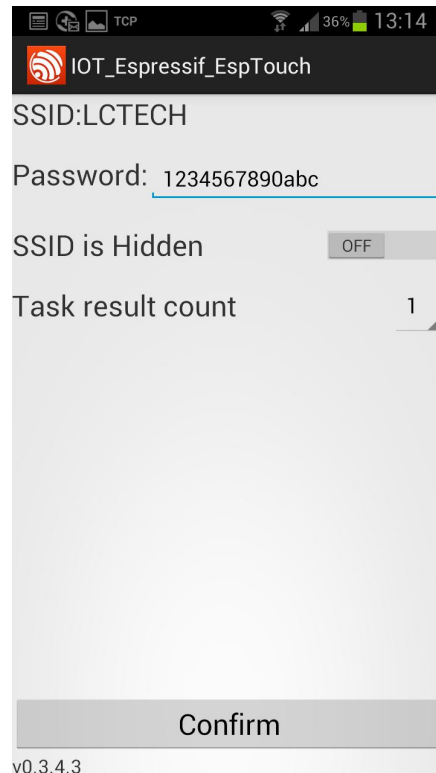 TCP 36% 13:14
IOT_Espressif_EspTouch
SSID:LCTECH
Password: 1234567890abc
SSID is Hidden OFF
Task result count 1
Confirm
v0.3.4.3